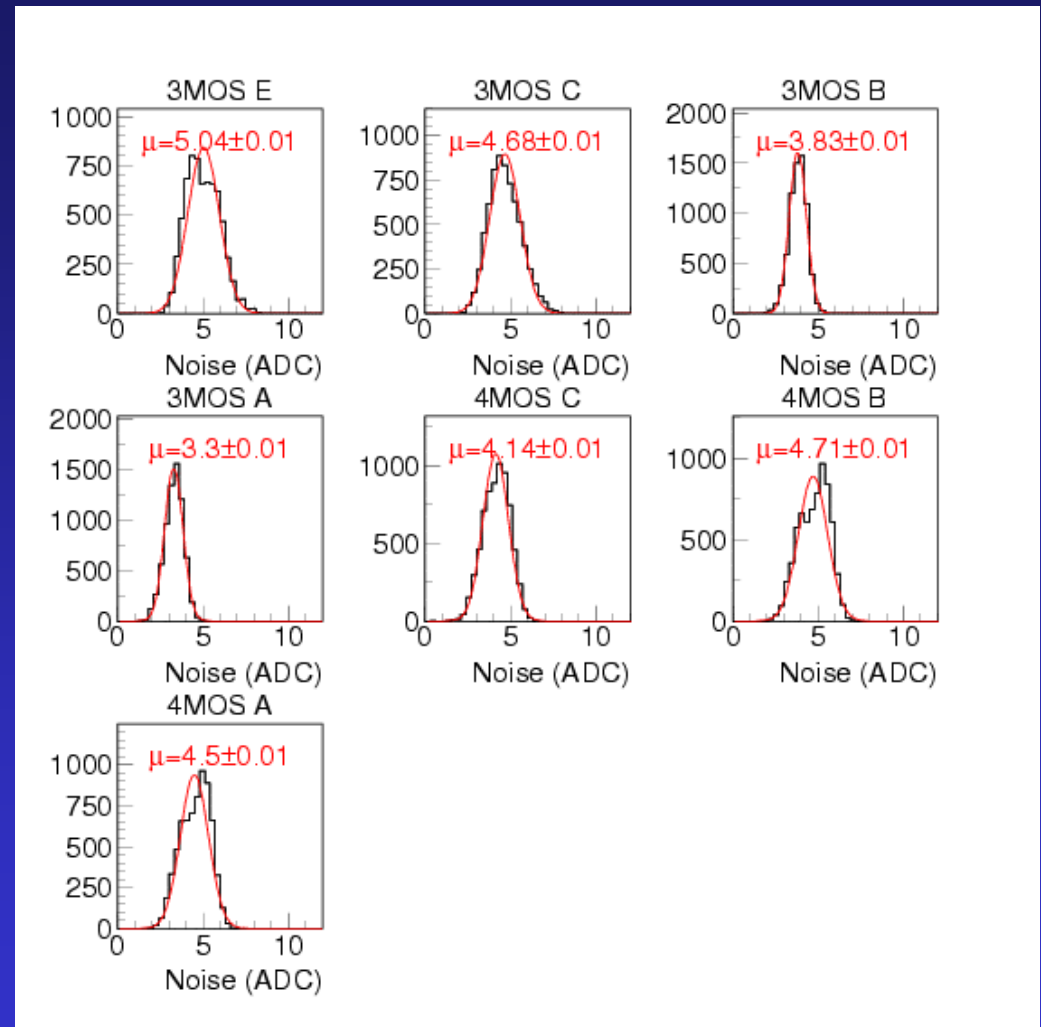 3MOS E
1000
μ=5.04±0.01
750
500
250
0
0 5 10
Noise (ADC)
3MOS C
1000
μ=4.68±0.01
750
500
250
0
0 5 10
Noise (ADC)
3MOS B
2000
μ=3.83±0.01
1500
1000
500
0
0 5 10
Noise (ADC)
3MOS A
2000
μ=3.3±0.01
1500
1000
500
0
0 5 10
Noise (ADC)
4MOS C
μ=4.14±0.01
1000
500
0
0 5 10
Noise (ADC)
4MOS B
μ=4.71±0.01
1000
500
0
0 5 10
Noise (ADC)
4MOS A
μ=4.5±0.01
1000
750
500
250
0
0 5 10
Noise (ADC)